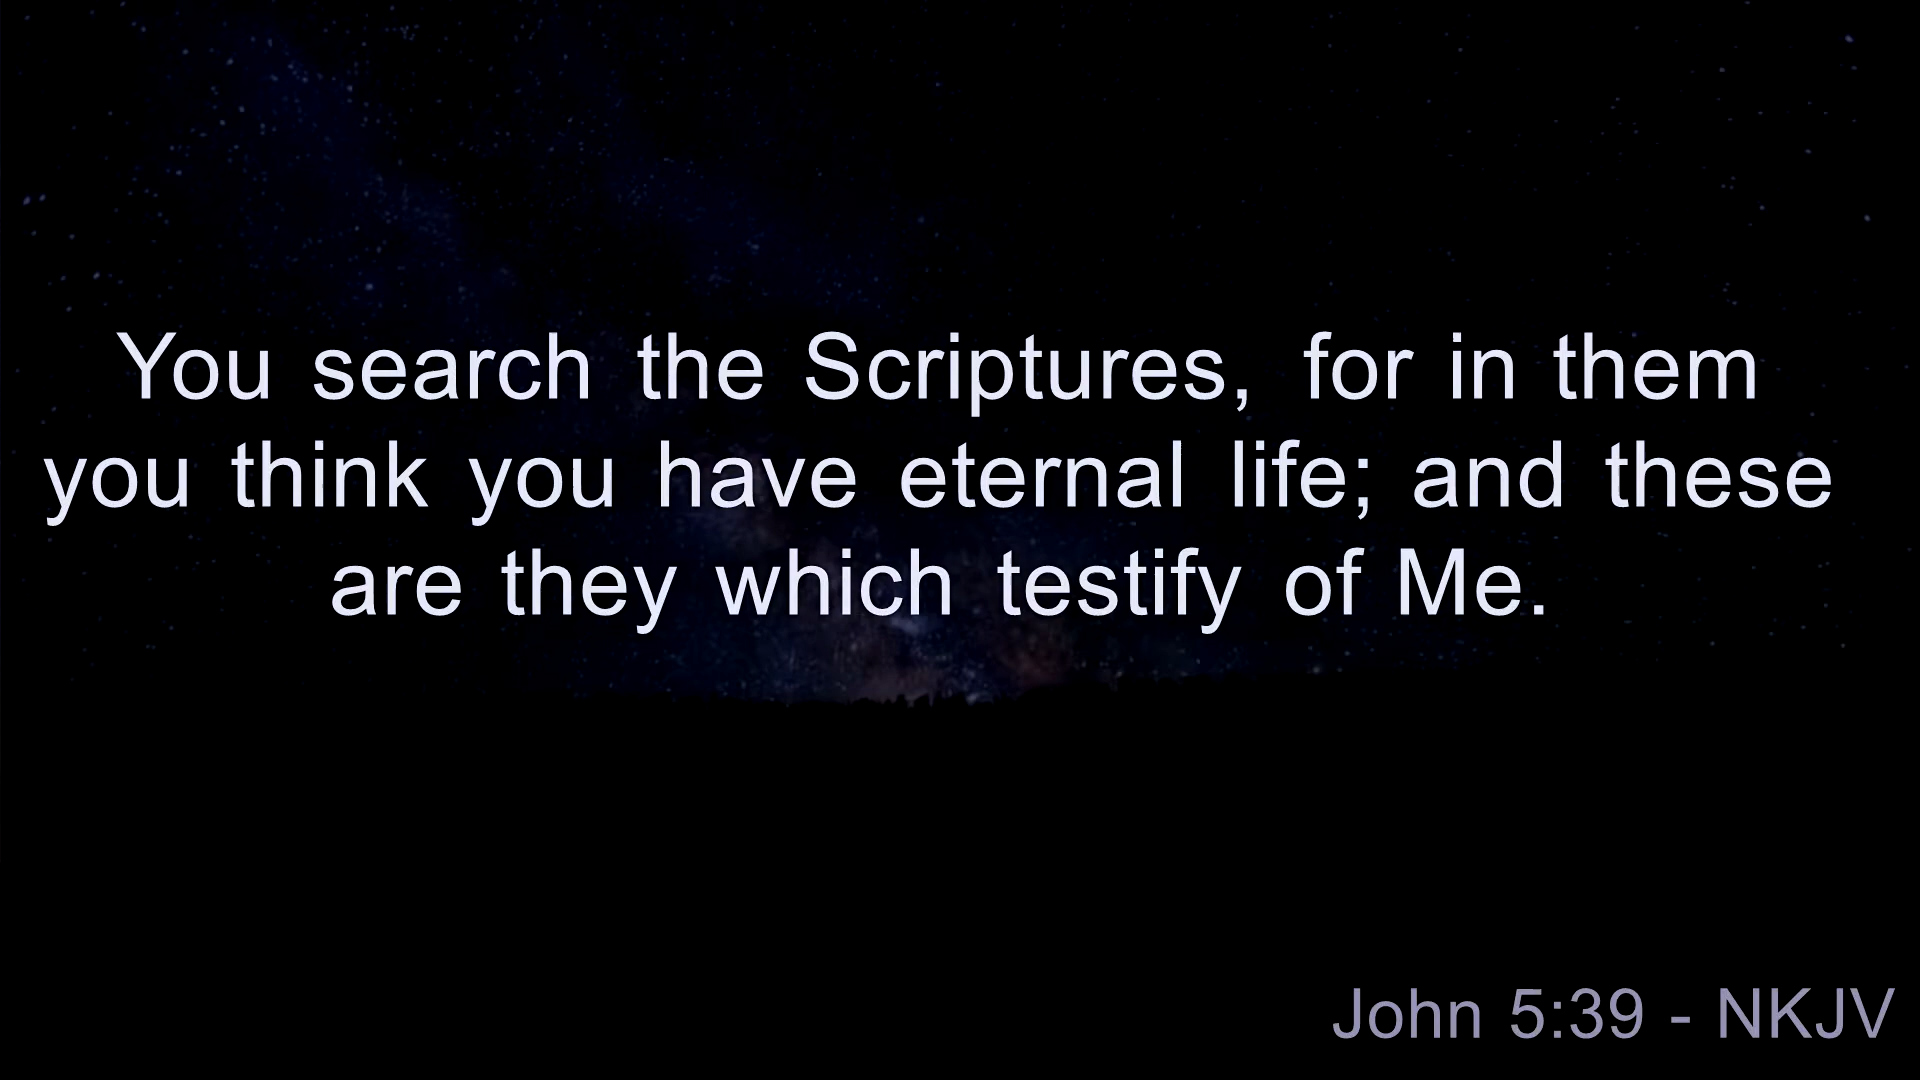 You search the Scriptures, for in them
you think you have eternal life; and these
are they which testify of Me.
John 5:39 - NKJV